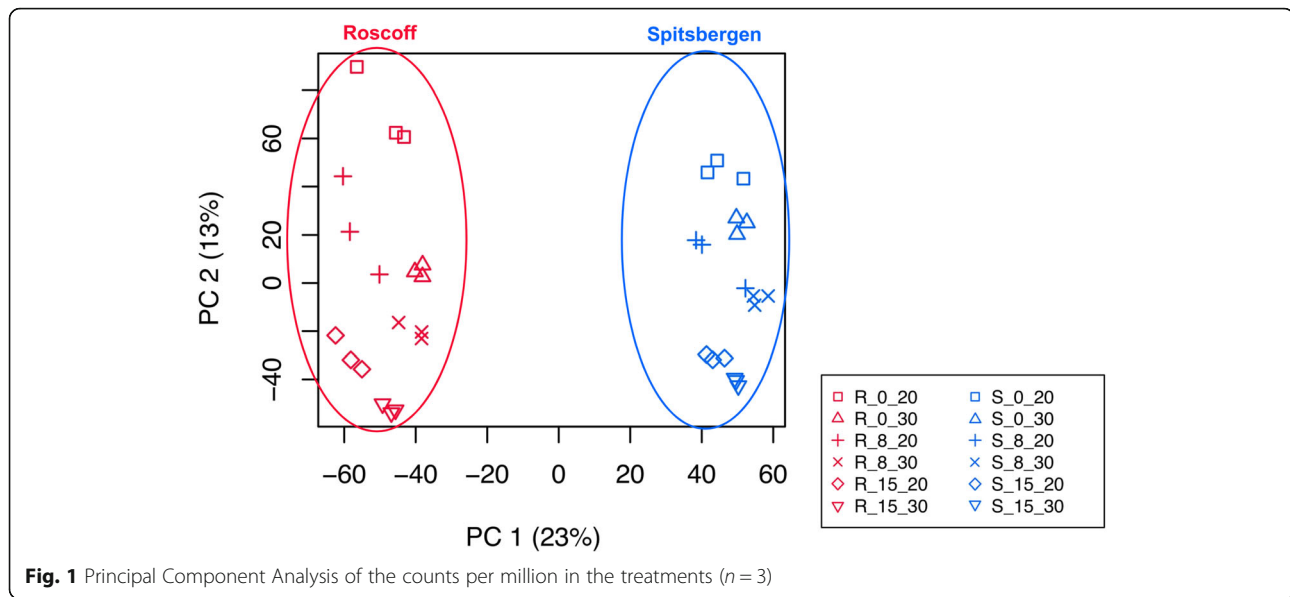 Roscoff Spitsbergen
60
20
0
−40
PC 2 (13%)
−60 −40 −20 0 20 40 60
PC 1 (23%)
R_0_20 S_0_20
R_0_30 S_0_30
R_8_20 S_8_20
R_8_30 S_8_30
R_15_20 S_15_20
R_15_30 S_15_30
Fig. 1 Principal Component Analysis of the counts per million in the treatments (n = 3)